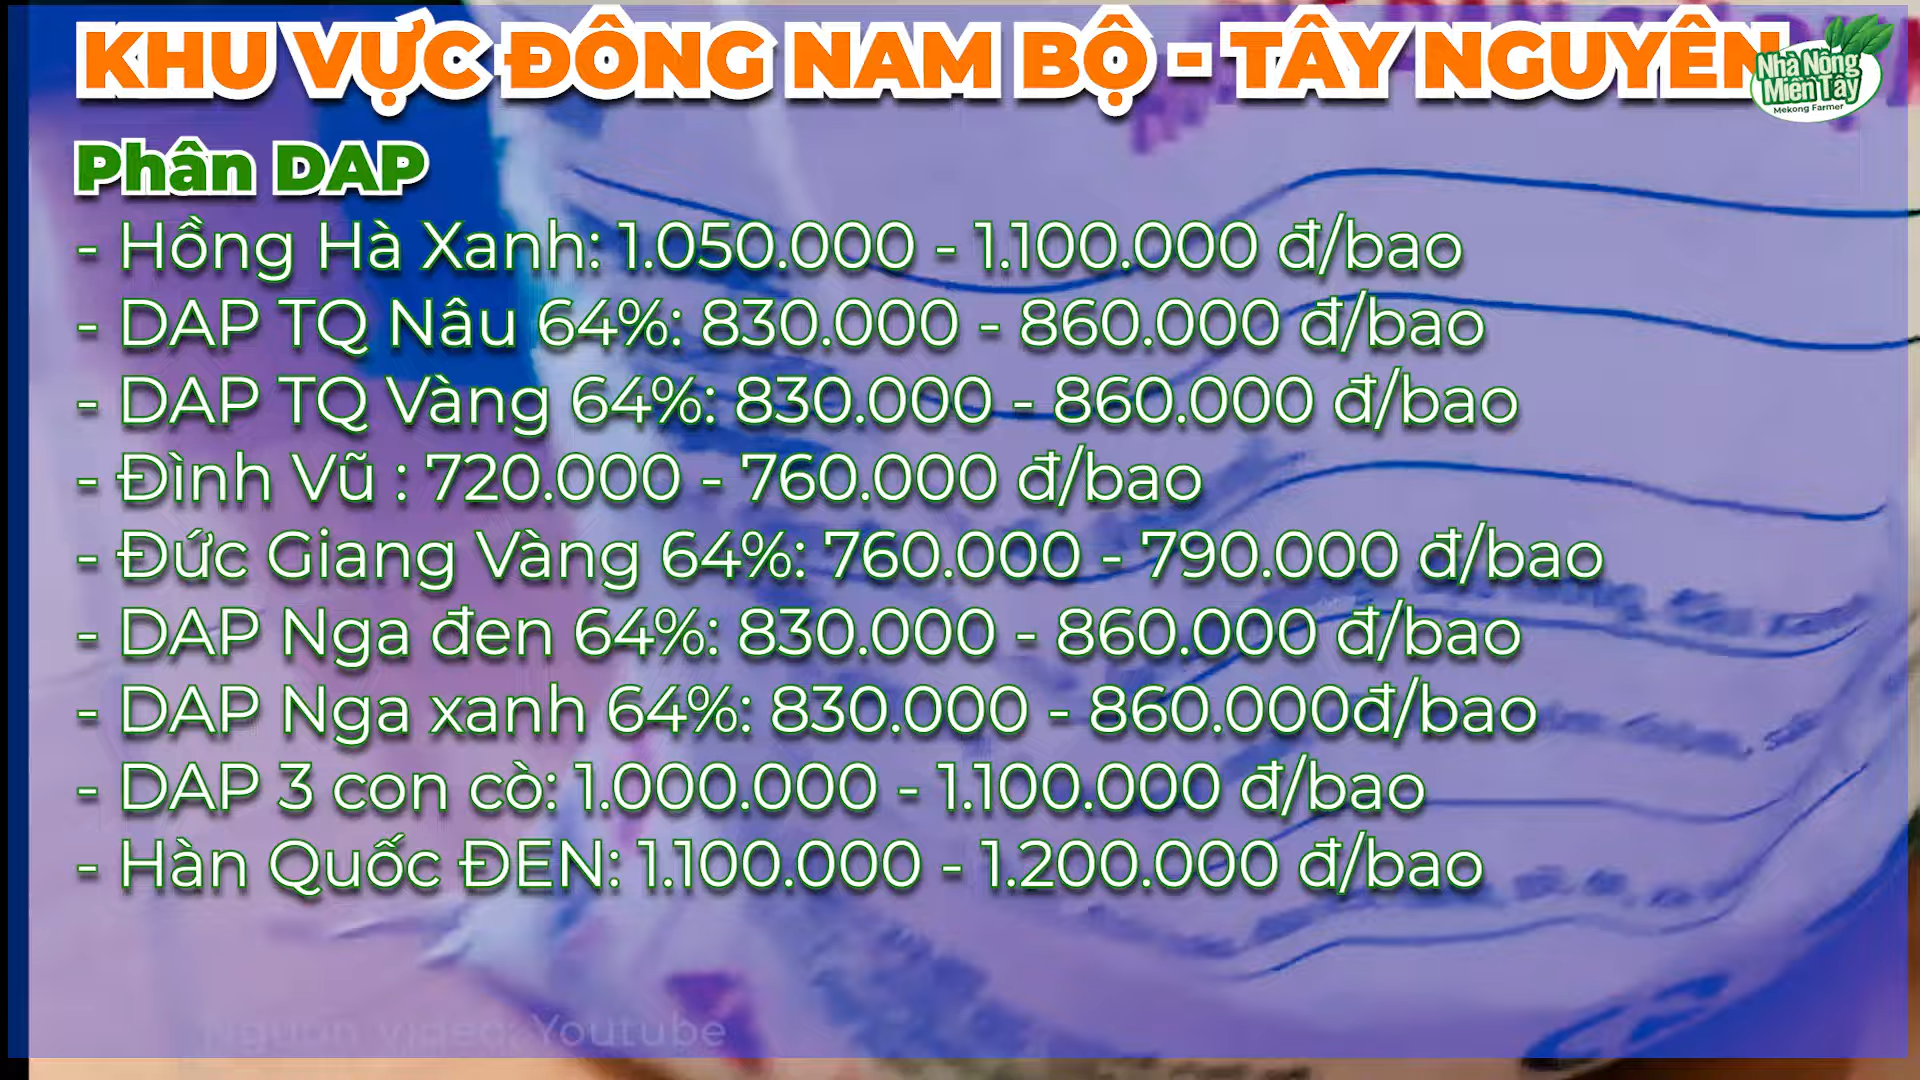 KHU VỰC ĐÔNG NAM BỘ - TÂY NGUYÊN
Nhà Nông
Miền Tây
Mekong Farmer
Phân DAP
- Hồng Hà Xanh: 1.050.000 - 1.100.000 đ/bao
- DAP TQ Nâu 64%: 830.000 - 860.000 đ/bao
- DAP TQ Vàng 64%: 830.000 - 860.000 đ/bao
- Đình Vũ : 720.000 - 760.000 đ/bao
- Đức Giang Vàng 64%: 760.000 - 790.000 đ/bao
- DAP Nga đen 64%: 830.000 - 860.000 đ/bao
- DAP Nga xanh 64%: 830.000 - 860.000đ/bao
- DAP 3 con cò: 1.000.000 - 1.100.000 đ/bao
- Hàn Quốc ĐEN: 1.100.000 - 1.200.000 đ/bao
Nguồn video: Youtube